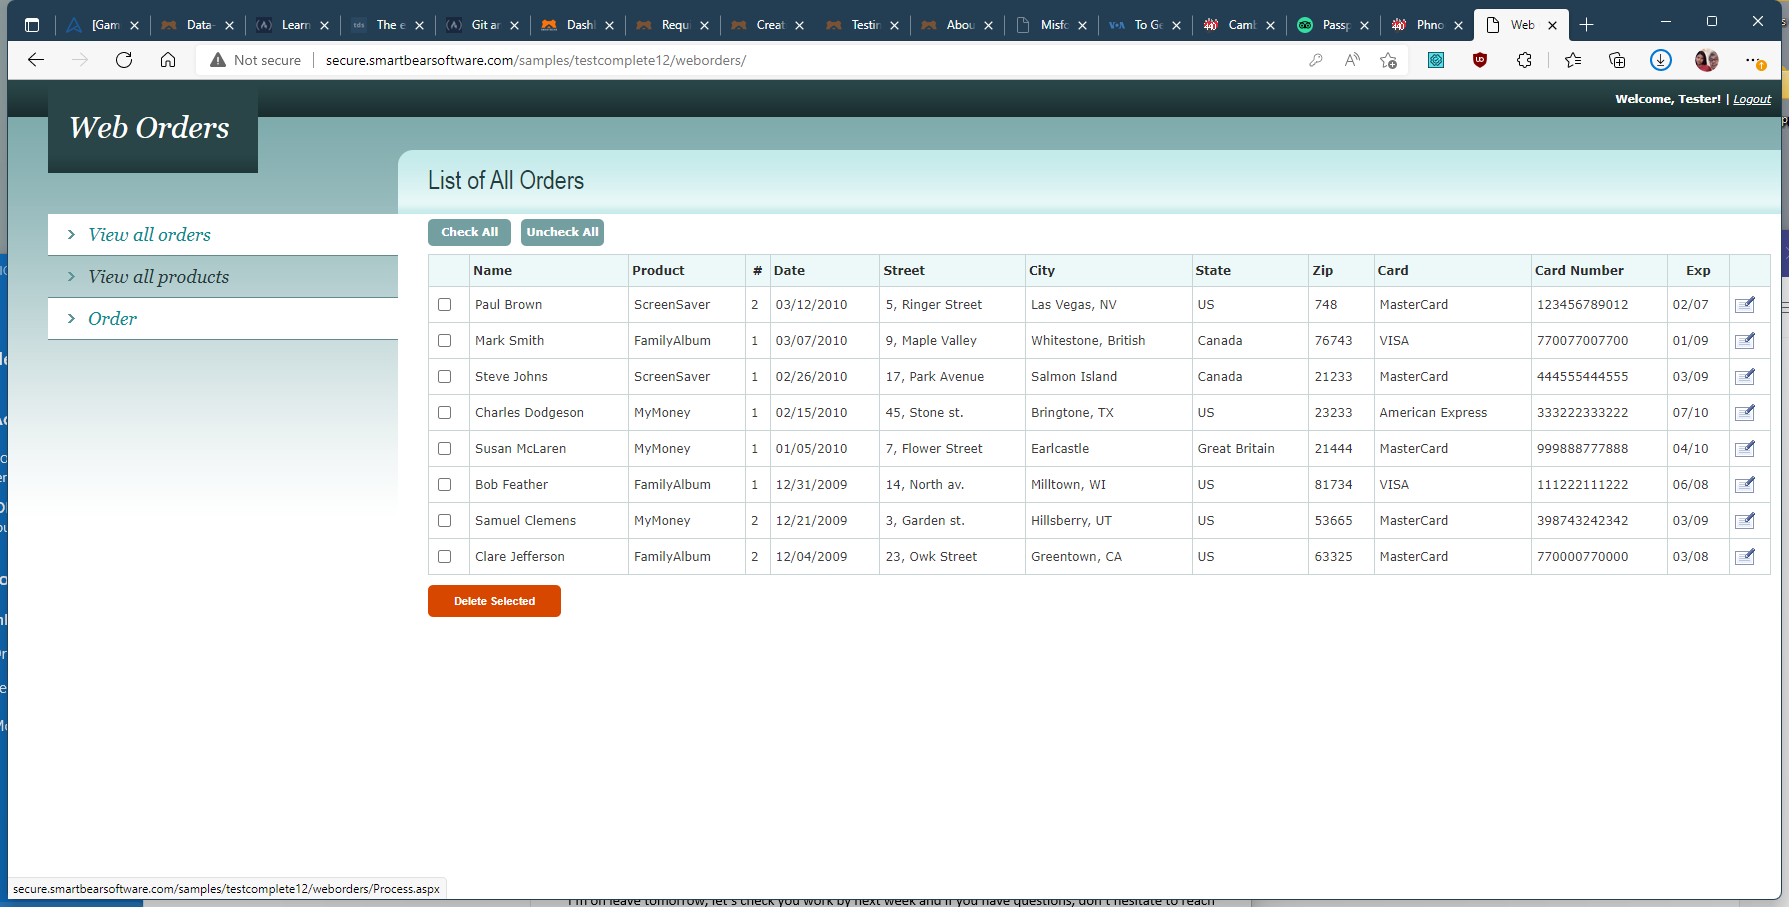 [Gam Data- Learn tds The e Git ar Dashl Requi Creat Testin Abou Misfo VOA To Ge Camb Passp Phno Web
Not secure secure.smartbearsoftware.com/samples/testcomplete12/weborders/
Welcome, Tester! | Logout
Web Orders
List of All Orders
View all orders
View all products
Order
Check All Uncheck All
Name Product # Date Street City State Zip Card Card Number Exp
Paul Brown ScreenSaver 2 03/12/2010 5, Ringer Street Las Vegas, NV US 748 MasterCard 123456789012 02/07
Mark Smith FamilyAlbum 1 03/07/2010 9, Maple Valley Whitestone, British Canada 76743 VISA 770077007700 01/09
Steve Johns ScreenSaver 1 02/26/2010 17, Park Avenue Salmon Island Canada 21233 MasterCard 444555444555 03/09
Charles Dodgeson MyMoney 1 02/15/2010 45, Stone st. Bringtone, TX US 23233 American Express 333222333222 07/10
Susan McLaren MyMoney 1 01/05/2010 7, Flower Street Earlcastle Great Britain 21444 MasterCard 999888777888 04/10
Bob Feather FamilyAlbum 1 12/31/2009 14, North av. Milltown, WI US 81734 VISA 111222111222 06/08
Samuel Clemens MyMoney 2 12/21/2009 3, Garden st. Hillsberry, UT US 53665 MasterCard 398743242342 03/09
Clare Jefferson FamilyAlbum 2 12/04/2009 23, Owk Street Greentown, CA US 63325 MasterCard 770000770000 03/08
Delete Selected
secure.smartbearsoftware.com/samples/testcomplete12/weborders/Process.aspx
I'm on leave tomorrow, let's check you work by next week and if you have questions, don't hesitate to reach